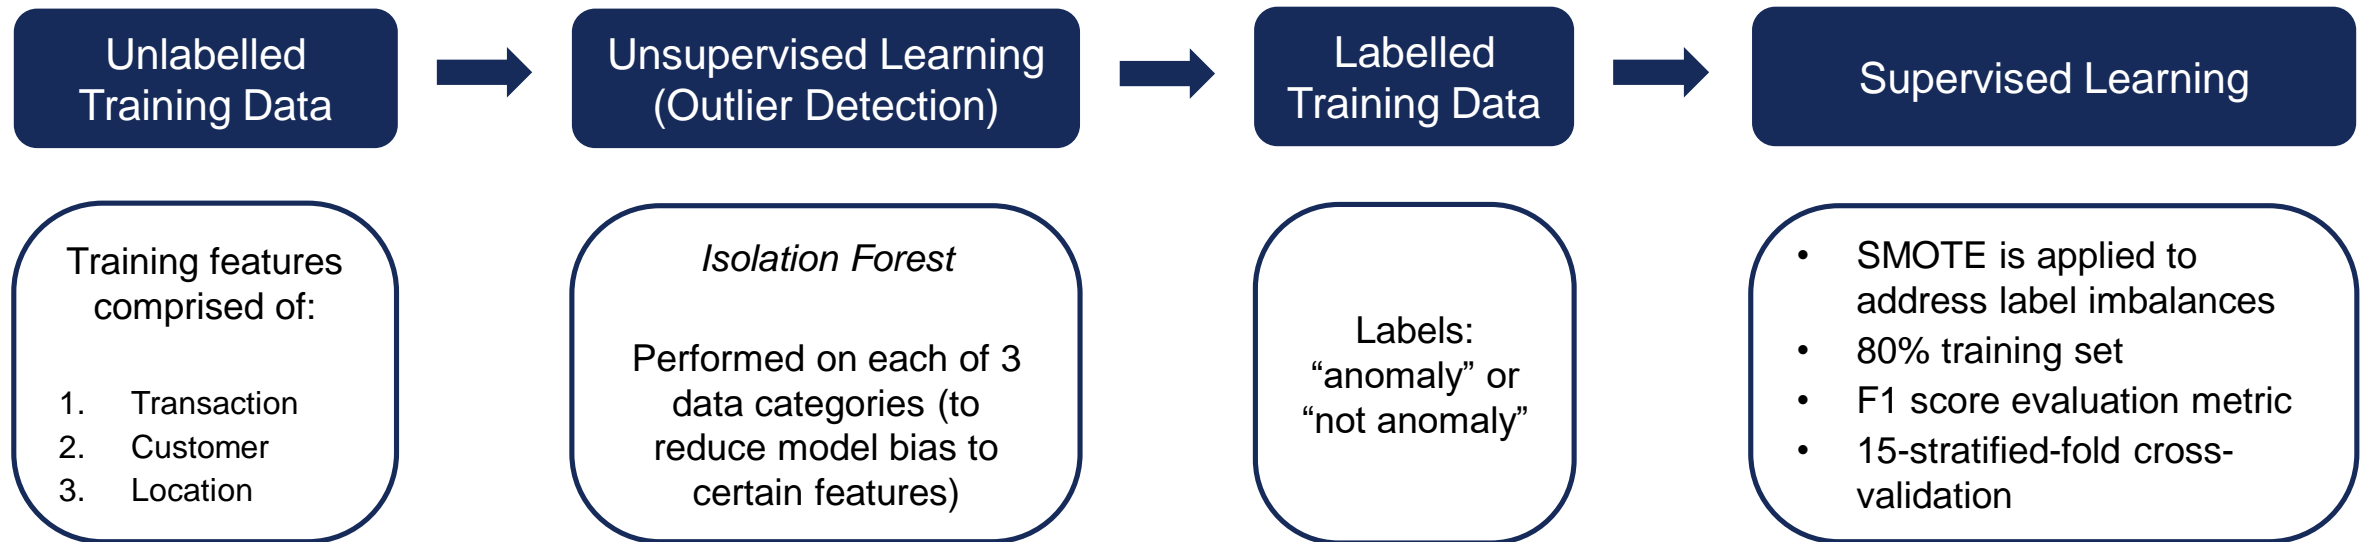 Unlabelled
Training Data
Unsupervised Learning
(Outlier Detection)
Labelled
Training Data
Supervised Learning
Training features
comprised of:
1. Transaction
2. Customer
3. Location
Isolation Forest
Performed on each of 3
data categories (to
reduce model bias to
certain features)
Labels:
“anomaly” or
“not anomaly”
• SMOTE is applied to
address label imbalances
• 80% training set
• F1 score evaluation metric
• 15-stratified-fold cross-
validation